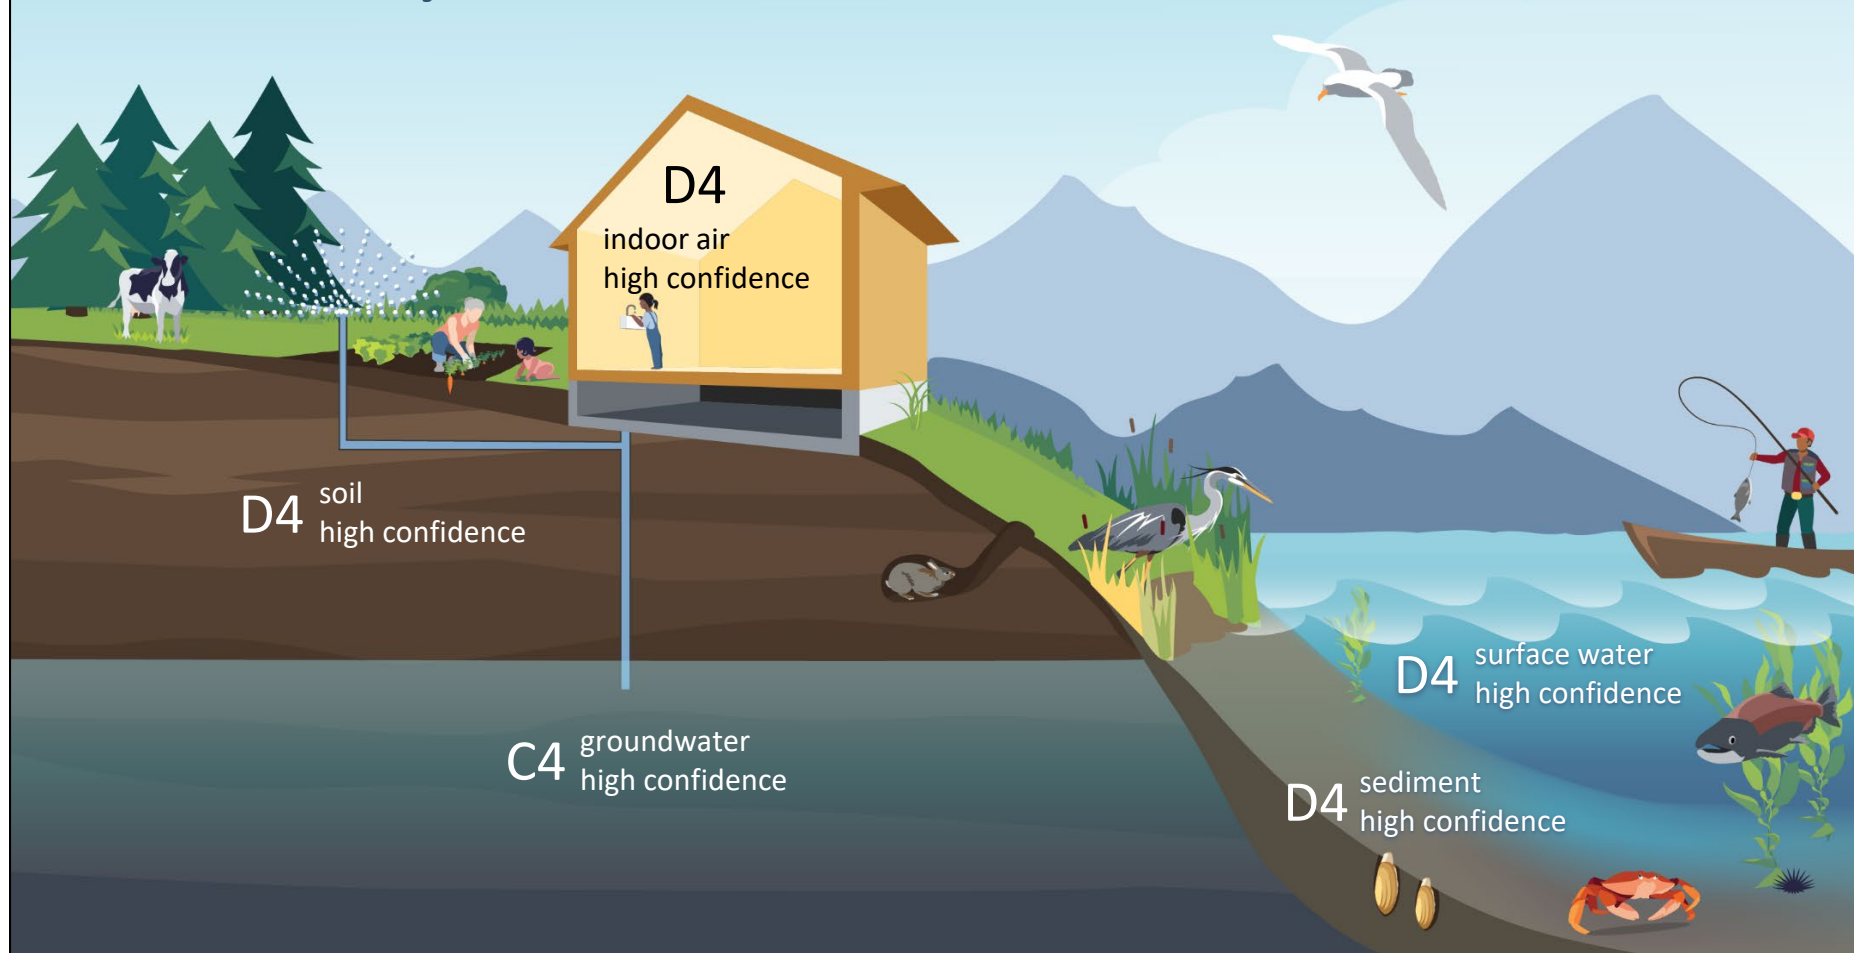 D4
indoor air
high confidence
D4 soil
high confidence
C4 groundwater
high confidence
D4 surface water
high confidence
D4 sediment
high confidence